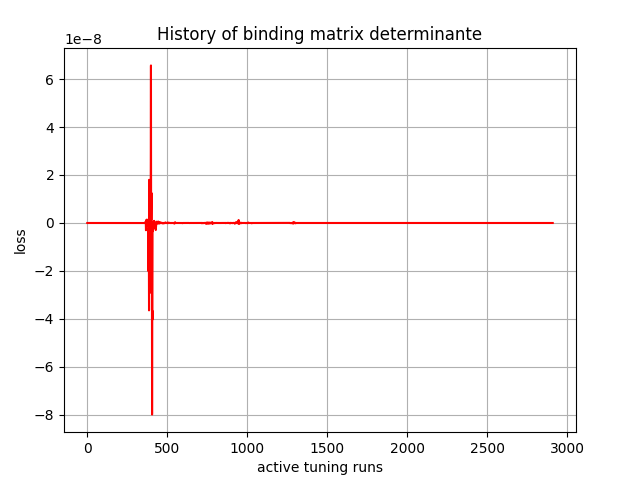 History of binding matrix determinante
1e−8
6
4
2
0
−2
−4
−6
−8
loss
0 500 1000 1500 2000 2500 3000
active tuning runs